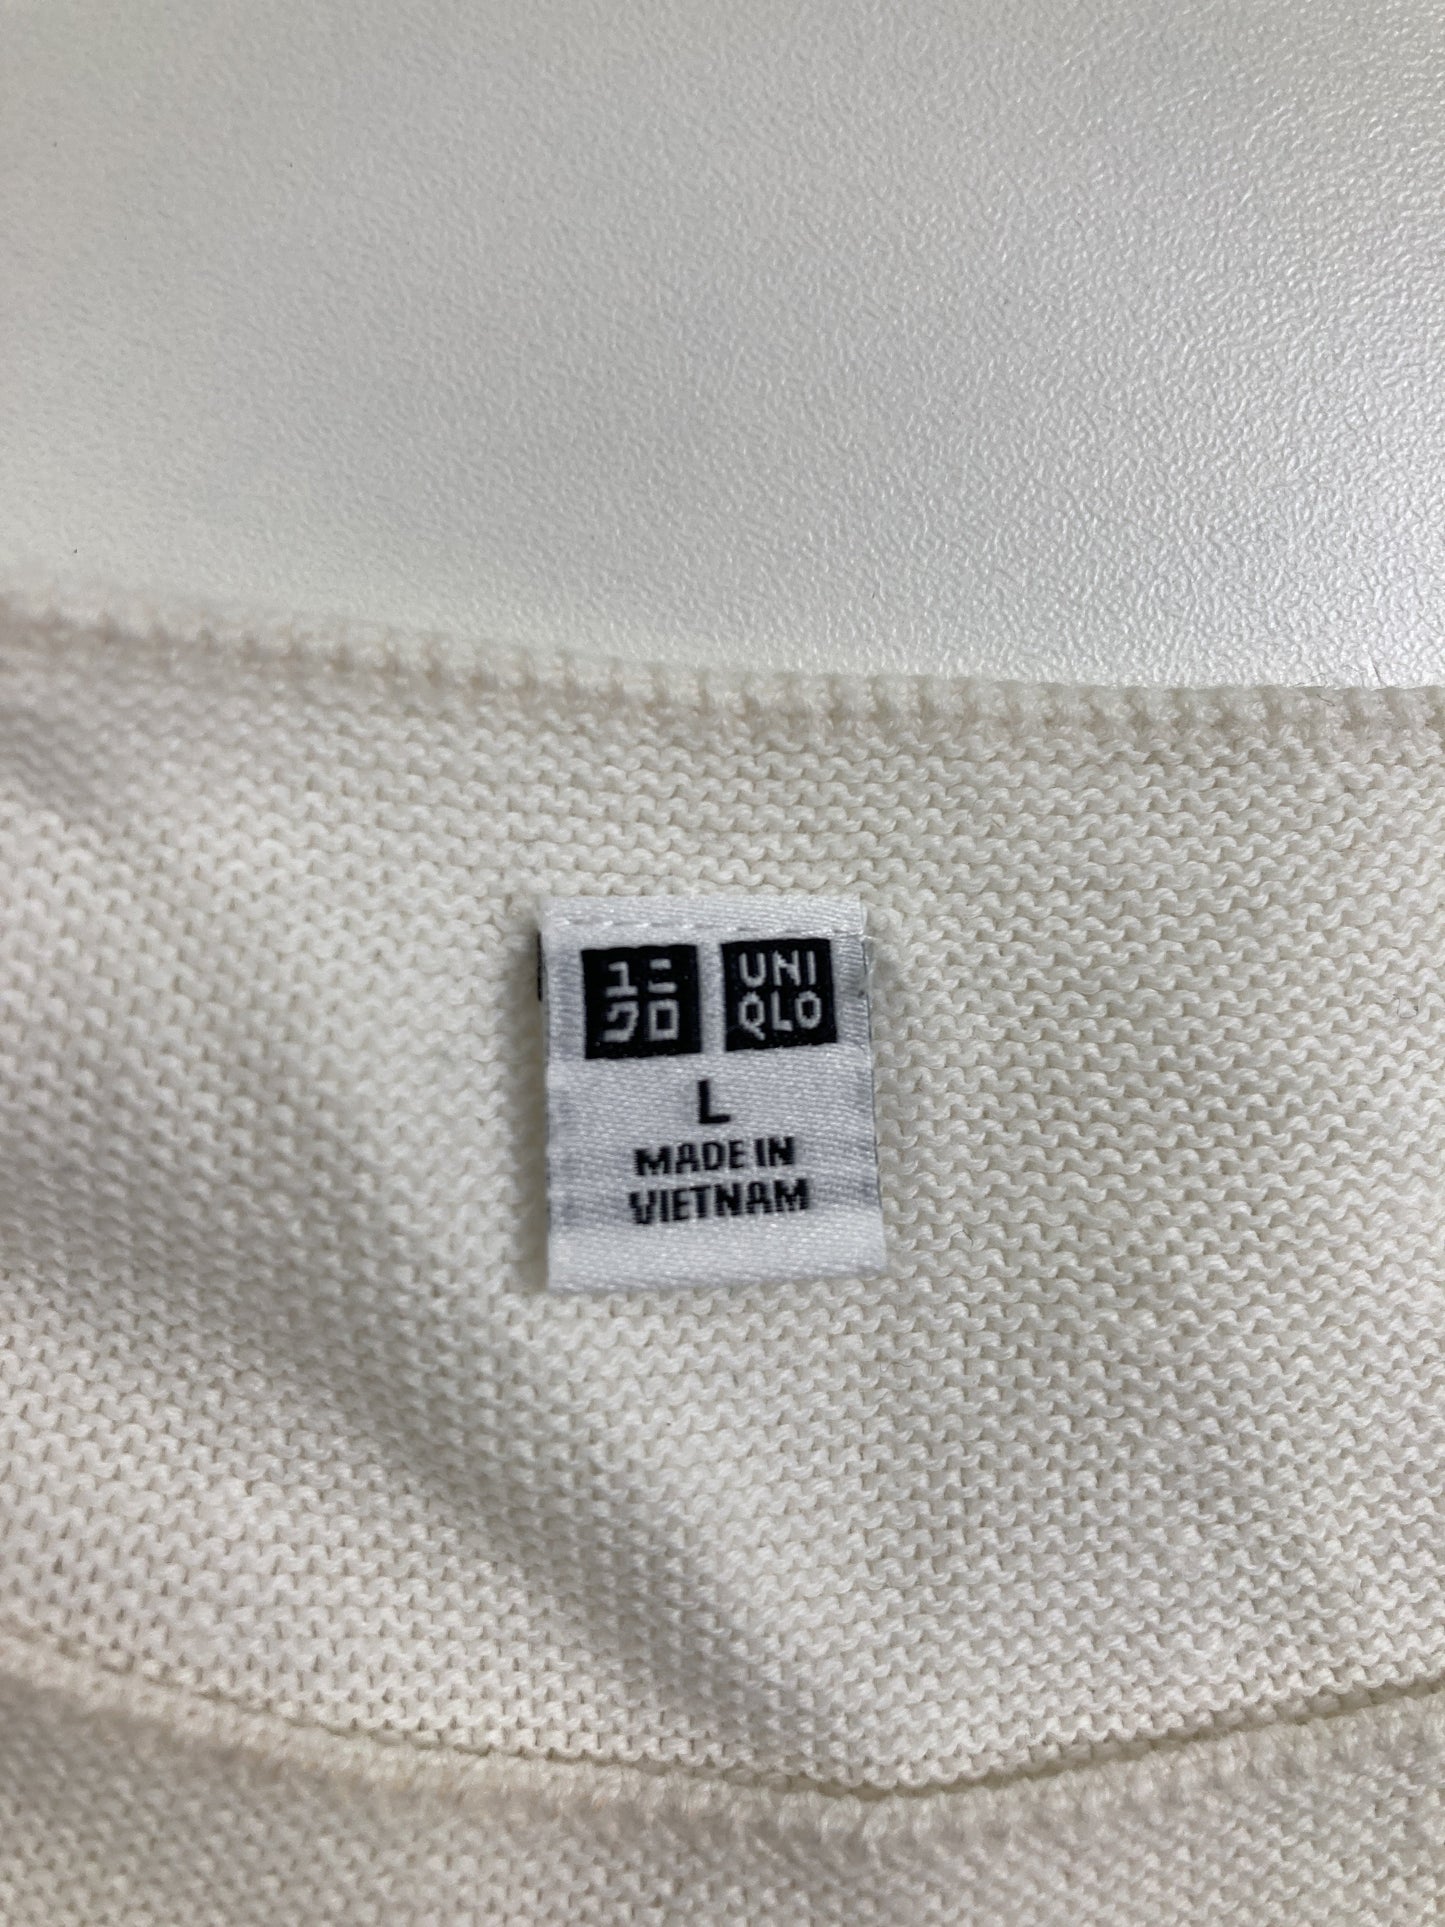 ユニ
クロ
UNI
QLO
L
MADE IN
VIETNAM